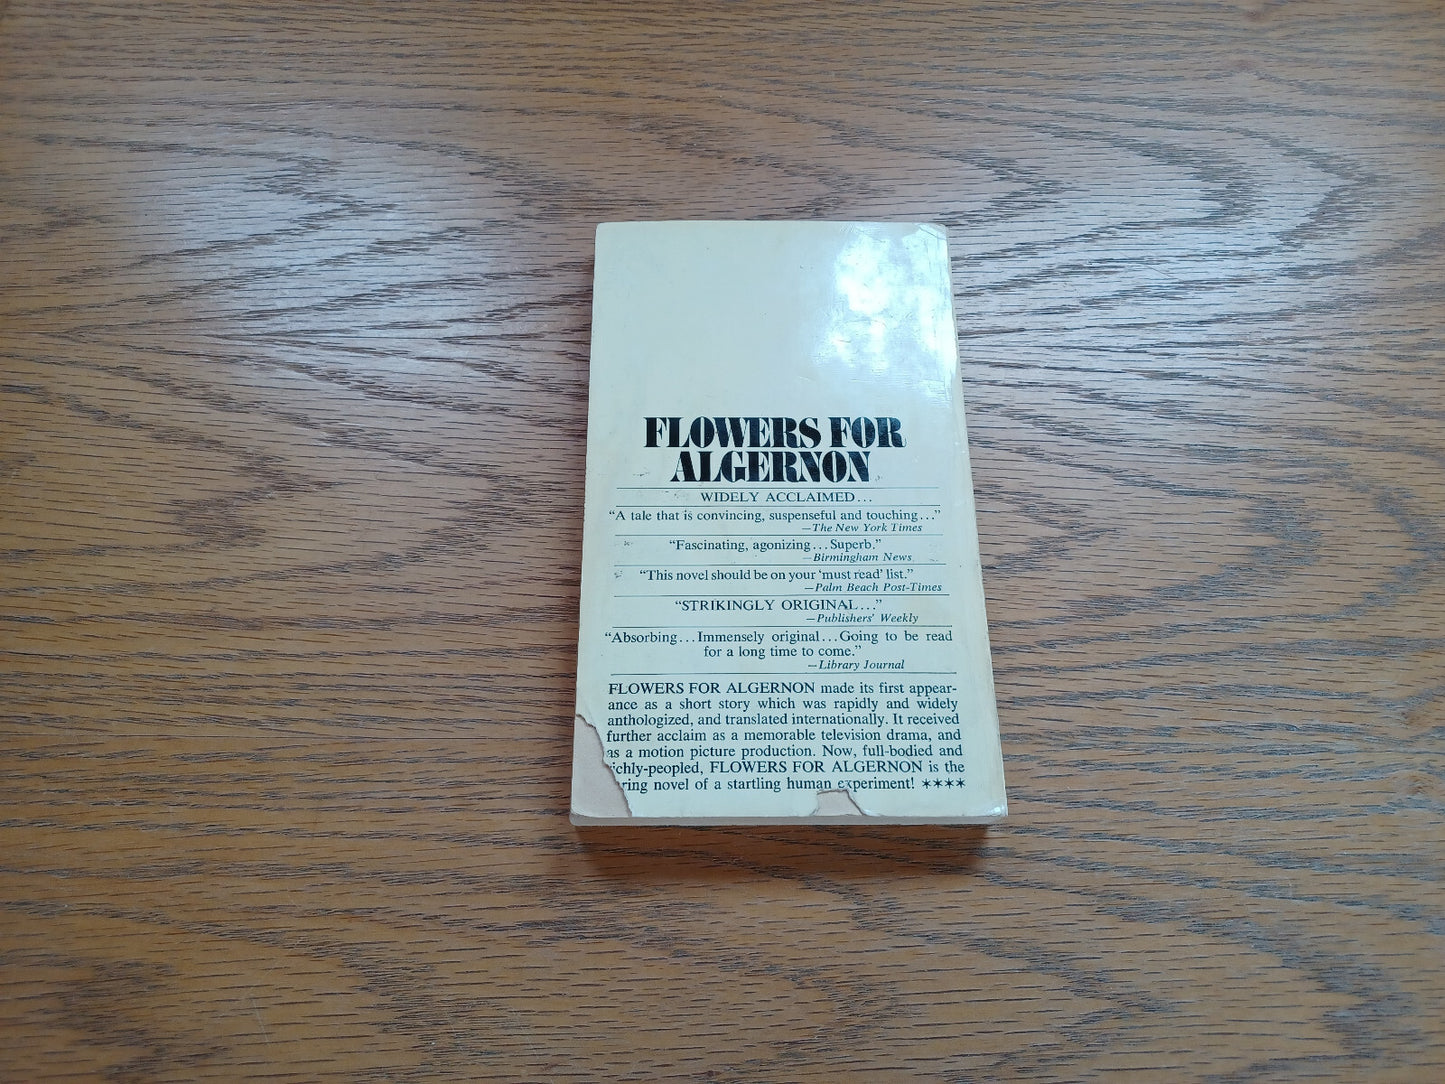 FLOWERS FOR
ALGERNON
WIDELY ACCLAIMED...
“A tale that is convincing, suspenseful and touching...”
—The New York Times
“Fascinating, agonizing...Superb.”
—Birmingham News
“This novel should be on your ‘must read’ list.”
—Palm Beach Post-Times
“STRIKINGLY ORIGINAL...”
—Publishers’ Weekly
“Absorbing...Immensely original...Going to be read
for a long time to come.”
—Library Journal
FLOWERS FOR ALGERNON made its first appear-
ance as a short story which was rapidly and widely
anthologized, and translated internationally. It received
further acclaim as a memorable television drama, and
as a motion picture production. Now, full-bodied and
ichly-peopled, FLOWERS FOR ALGERNON is the
ring novel of a startling human experiment! ★★★★